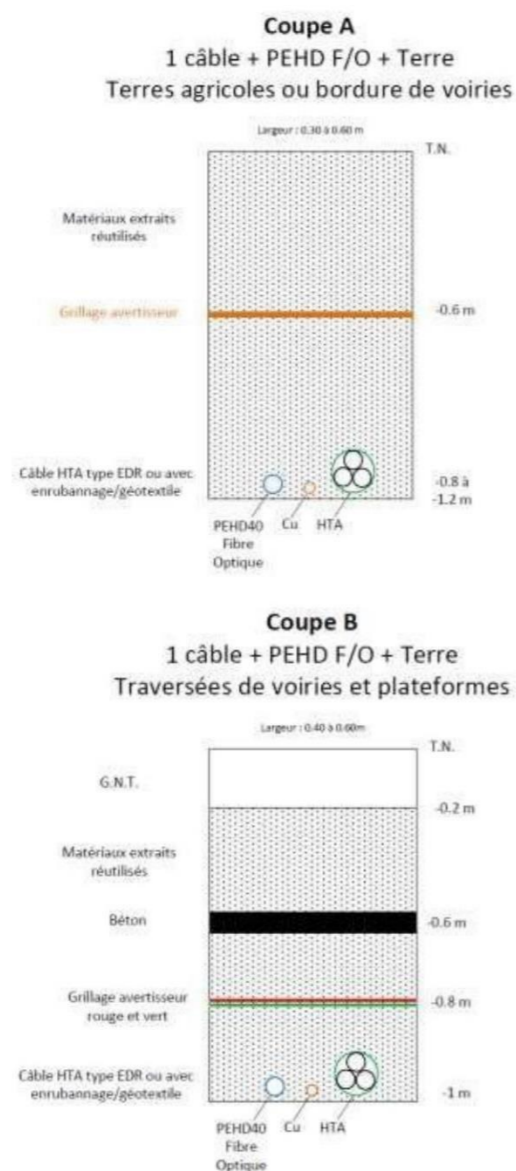 Coupe A
1 câble + PEHD F/O + Terre
Terres agricoles ou bordure de voiries
Largeur : 0.30 à 0.60 m
T.N.
Matériaux extraits
réutilisés
Grillage avertisseur
-0.6 m
Câble HTA type EDR ou avec
enrubannage/géotextile
-0.8 à
-1.2 m
PEHD40
Fibre
Optique
Cu
HTA
Coupe B
1 câble + PEHD F/O + Terre
Traversées de voiries et plateformes
Largeur : 0.40 à 0.60m
T.N.
G.N.T.
-0.2 m
Matériaux extraits
réutilisés
Béton
-0.6 m
Grillage avertisseur
rouge et vert
-0.8 m
Câble HTA type EDR ou avec
enrubannage/géotextile
-1 m
PEHD40
Fibre
Optique
Cu
HTA